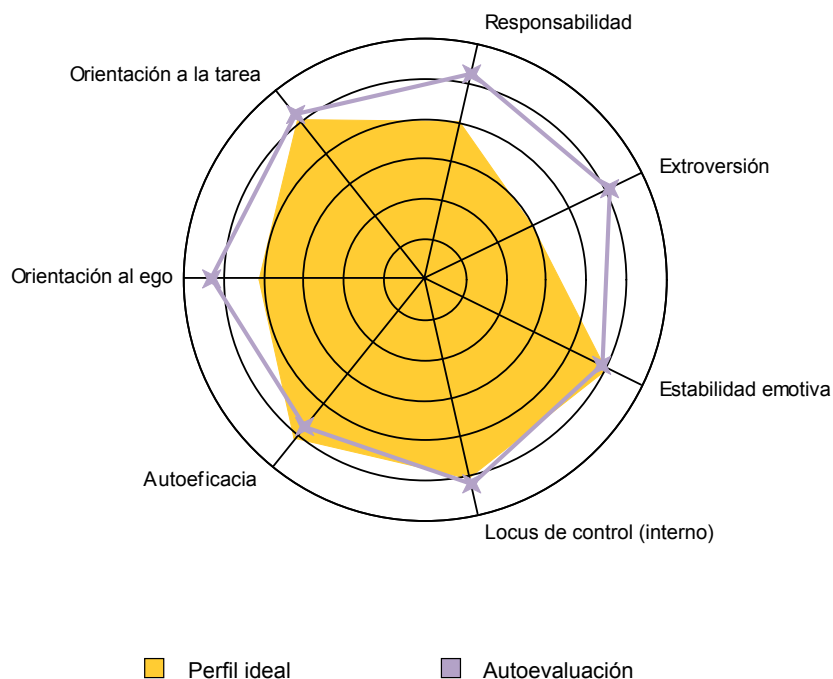 Responsabilidad
Orientación a la tarea
Extroversión
Orientación al ego
Estabilidad emotiva
Autoeficacia
Locus de control (interno)
Perfil ideal
Autoevaluación